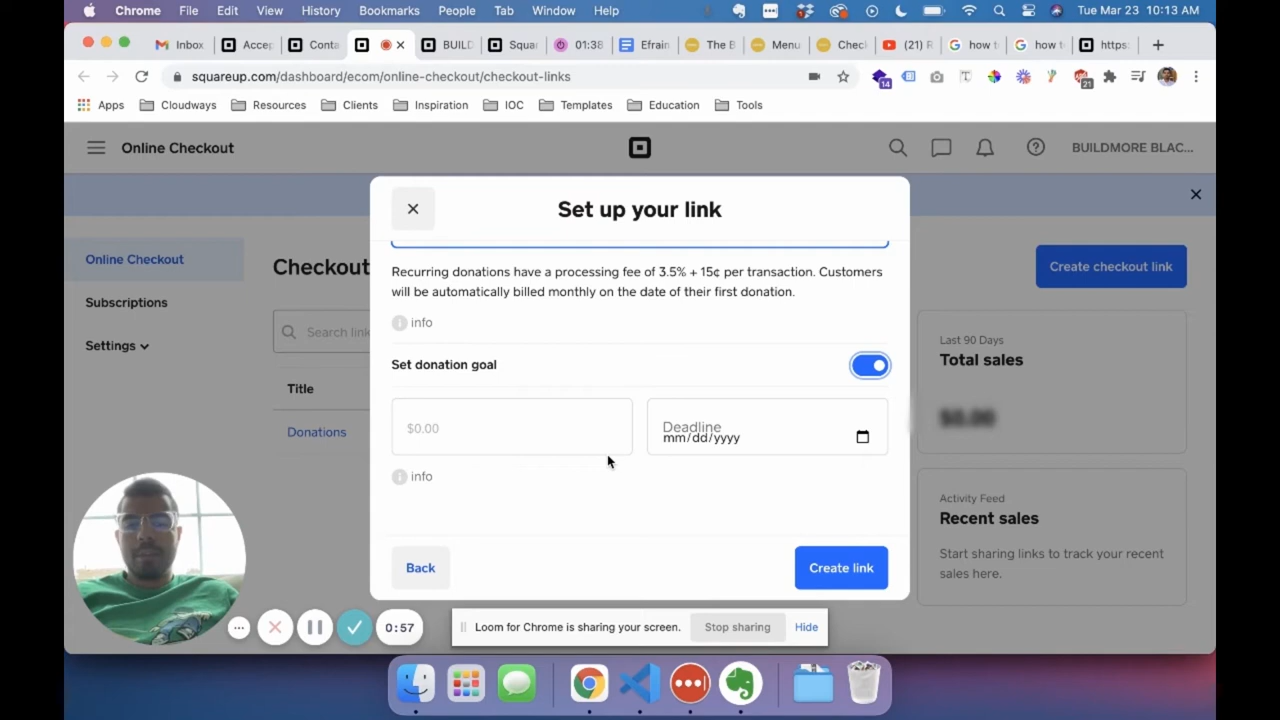 Chrome File Edit View History Bookmarks People Tab Window Help Tue Mar 23 10:13 AM
Inbox Accep Conta BUILD Squar 01:38 Efrain The B Menu Check (21) R how t how t https:
squareup.com/dashboard/ecom/online-checkout/checkout-links 14 21
Apps Cloudways Resources Clients Inspiration IOC Templates Education Tools
Online Checkout BUILDMORE BLAC...
Set up your link
Online Checkout
Checkout
Create checkout link
Recurring donations have a processing fee of 3.5% + 15¢ per transaction. Customers
will be automatically billed monthly on the date of their first donation.
Subscriptions
info
Search link
Settings
Last 90 Days
Total sales
Set donation goal
Title
$0.00
Deadline
mm/dd/yyyy
$0.00
Donations
info
Activity Feed
Recent sales
Start sharing links to track your recent
sales here.
Back Create link
0:57
Loom for Chrome is sharing your screen. Stop sharing Hide